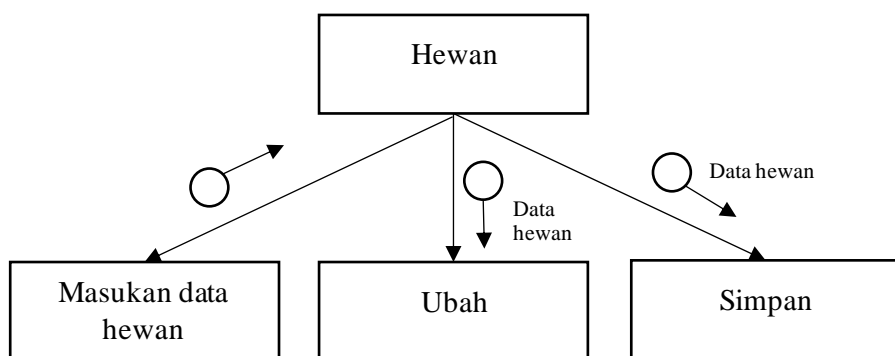 Hewan
Data hewan
Data
hewan
Masukan data
hewan
Ubah
Simpan